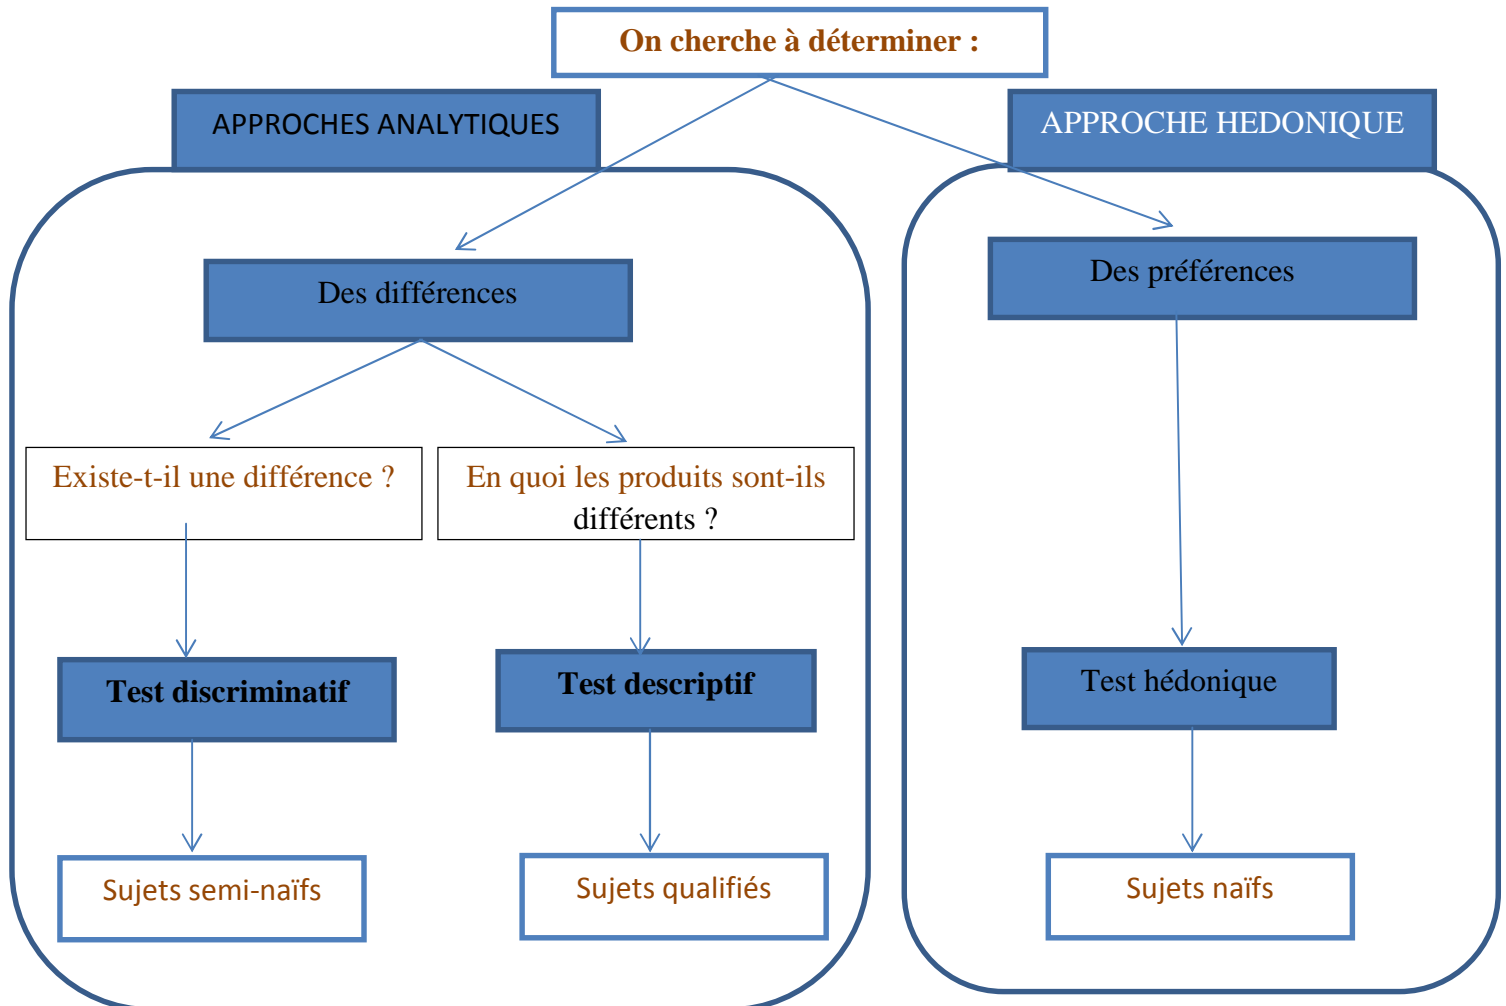 On cherche à déterminer :
APPROCHES ANALYTIQUES
APPROCHE HEDONIQUE
Des différences
Des préférences
Existe-t-il une différence ?
En quoi les produits sont-ils
différents ?
Test discriminatif
Test descriptif
Test hédonique
Sujets semi-naïfs
Sujets qualifiés
Sujets naïfs